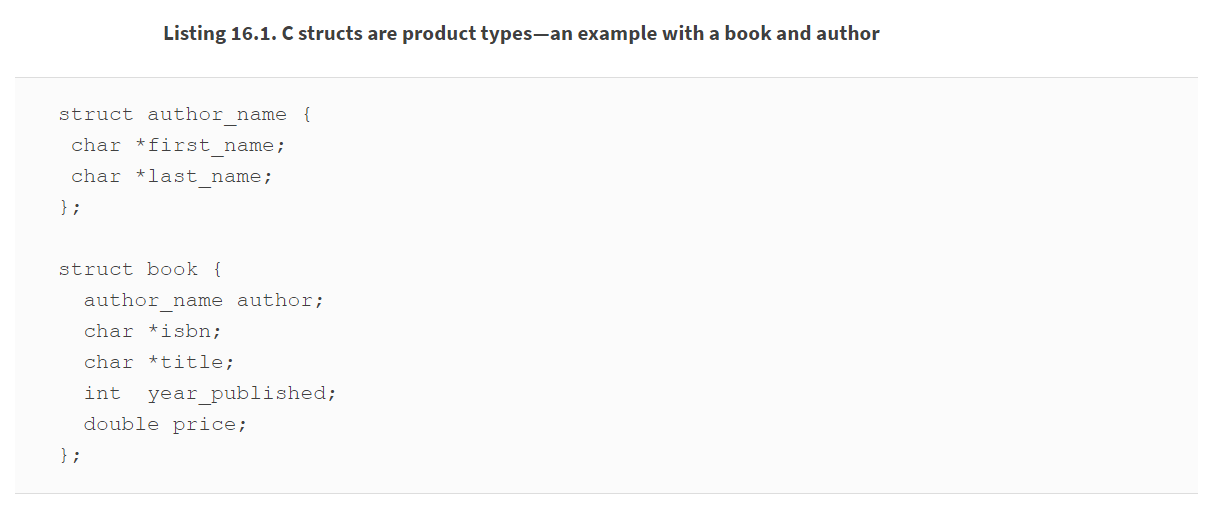 Listing 16.1. C structs are product types—an example with a book and author
struct author_name {
 char *first_name;
 char *last_name;
};

struct book {
  author_name author;
  char *isbn;
  char *title;
  int  year_published;
  double price;
};